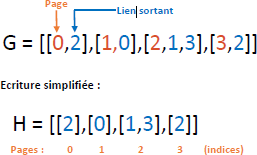 Page
Lien sortant
G = [[0,2],[1,0],[2,1,3],[3,2]]
Ecriture simplifiée :
H = [[2],[0],[1,3],[2]]
Pages : 0 1 2 3 (indices)